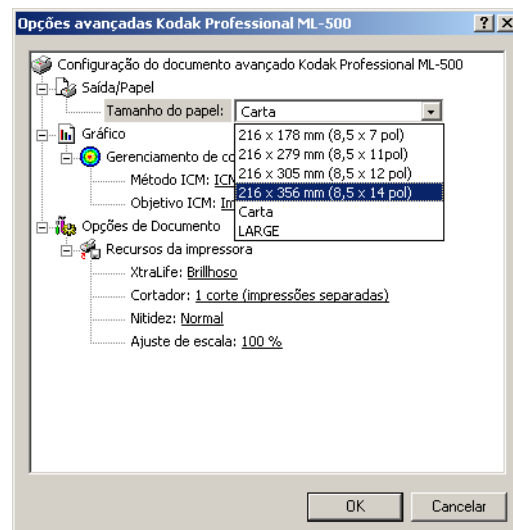 Opções avançadas Kodak Professional ML-500
Configuração do documento avançado Kodak Professional ML-500
Saída/Papel
Tamanho do papel: Carta
216 x 178 mm (8,5 x 7 pol)
Gráfico
216 x 279 mm (8,5 x 11pol)
Gerenciamento de
216 x 305 mm (8,5 x 12 pol)
Método ICM:
216 x 356 mm (8,5 x 14 pol)
Objetivo ICM:
Carta
Opções de Documento
LARGE
Recursos da impressora
XtraLife: Brillhoso
Cortador: 1 corte (impressões separadas)
Nitidez: Normal
Ajuste de escala: 100 %
OK
Cancelar